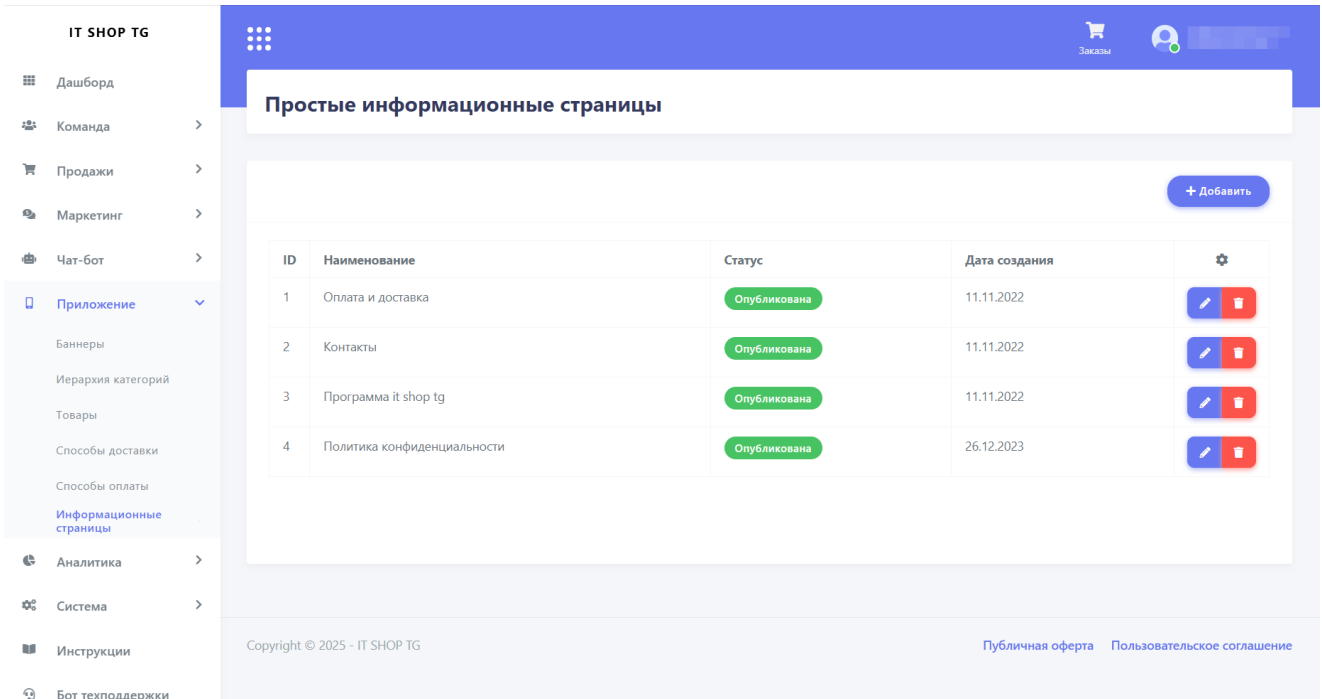 IT SHOP TG
Заказы
Дашборд
Команда
Продажи
Маркетинг
Чат-бот
Приложение
Баннеры
Иерархия категорий
Товары
Способы доставки
Способы оплаты
Информационные
страницы
Аналитика
Система
Инструкции
Бот техподдержки
Простые информационные страницы
+ Добавить
ID Наименование Статус Дата создания
1 Оплата и доставка Опубликована 11.11.2022
2 Контакты Опубликована 11.11.2022
3 Программа it shop tg Опубликована 11.11.2022
4 Политика конфиденциальности Опубликована 26.12.2023
Copyright © 2025 - IT SHOP TG
Публичная оферта Пользовательское соглашение